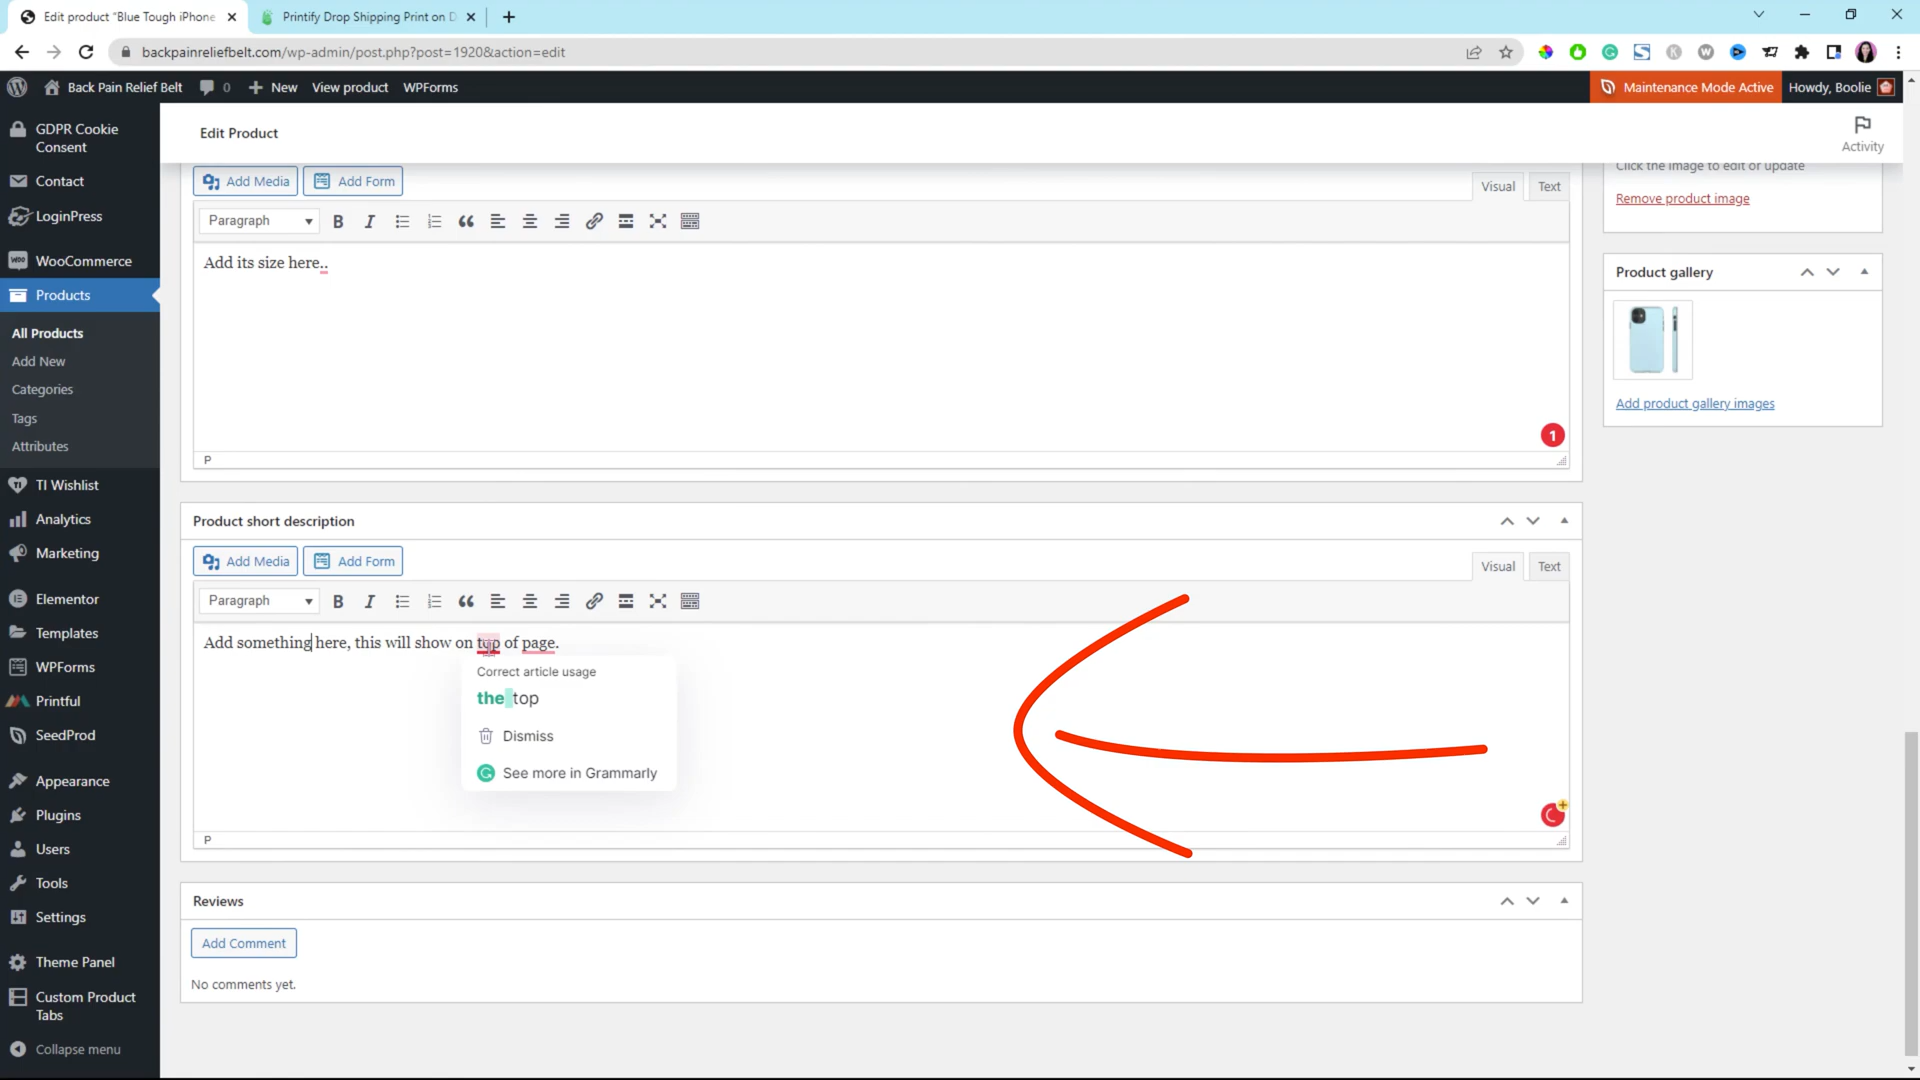 Edit product "Blue Tough iPhone
Printify Drop Shipping Print on D
backpainreliefbelt.com/wp-admin/post.php?post=1920&action=edit
Back Pain Relief Belt
0
New
View product
WPForms
Maintenance Mode Active
Howdy, Boolie
GDPR Cookie
Consent
Contact
LoginPress
WooCommerce
Products
All Products
Add New
Categories
Tags
Attributes
TI Wishlist
Analytics
Marketing
Elementor
Templates
WPForms
Printful
SeedProd
Appearance
Plugins
Users
Tools
Settings
Theme Panel
Custom Product
Tabs
Collapse menu
Edit Product
Activity
Add Media
Add Form
Visual
Text
Paragraph
Add its size here..
1
P
Product short description
Add Media
Add Form
Visual
Text
Paragraph
Add something here, this will show on top of page.
Correct article usage
the top
Dismiss
See more in Grammarly
P
Reviews
Add Comment
No comments yet.
Click the image to edit or update
Remove product image
Product gallery
Add product gallery images